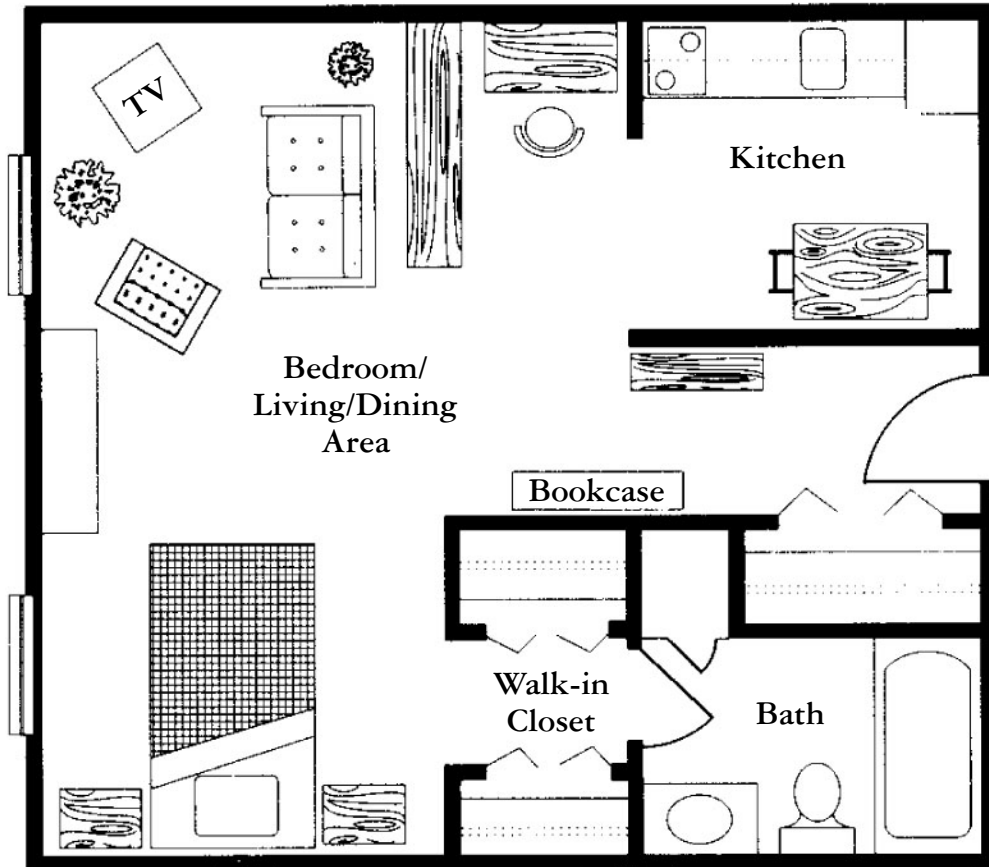 TV
Kitchen
Bedroom/
Living/Dining
Area
Bookcase
Walk-in
Closet
Bath